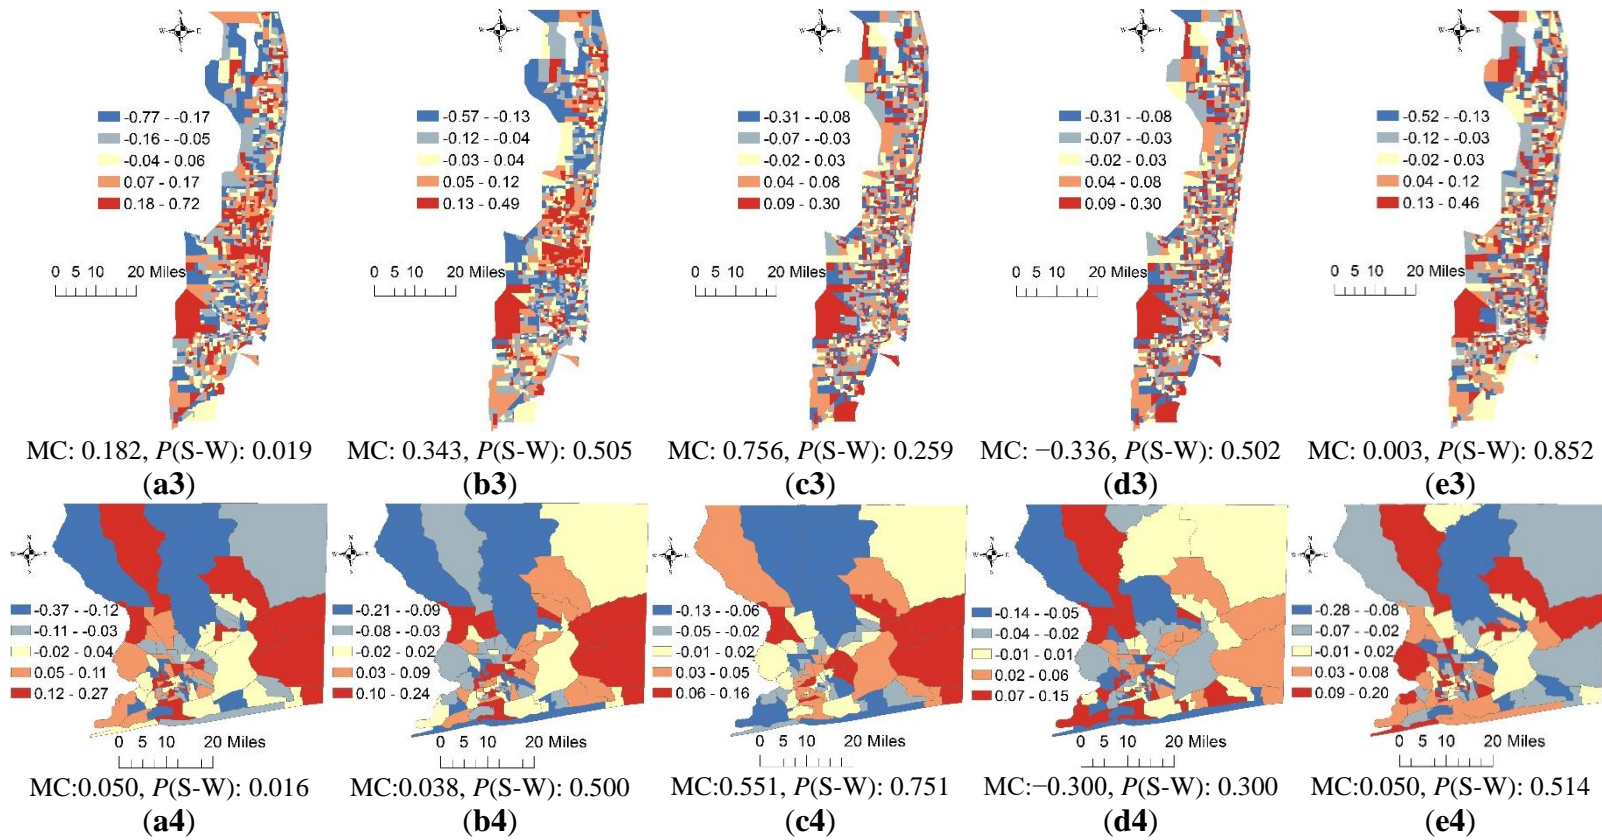 N N N N N
W E W E W E W E W E
S S S S S
-0.77 - -0.17
-0.16 - -0.05
-0.04 - 0.06
0.07 - 0.17
0.18 - 0.72
0 5 10 20 Miles
-0.57 - -0.13
-0.12 - -0.04
-0.03 - 0.04
0.05 - 0.12
0.13 - 0.49
0 5 10 20 Miles
-0.31 - -0.08
-0.07 - -0.03
-0.02 - 0.03
0.04 - 0.08
0.09 - 0.30
0 5 10 20 Miles
-0.31 - -0.08
-0.07 - -0.03
-0.02 - 0.03
0.04 - 0.08
0.09 - 0.30
0 5 10 20 Miles
-0.52 - -0.13
-0.12 - -0.03
-0.02 - 0.03
0.04 - 0.12
0.13 - 0.46
0 5 10 20 Miles
MC: 0.182, P(S-W): 0.019
(a3)
MC: 0.343, P(S-W): 0.505
(b3)
MC: 0.756, P(S-W): 0.259
(c3)
MC: −0.336, P(S-W): 0.502
(d3)
MC: 0.003, P(S-W): 0.852
(e3)
-0.37 - -0.12
-0.11 - -0.03
-0.02 - 0.04
0.05 - 0.11
0.12 - 0.27
0 5 10 20 Miles
-0.21 - -0.09
-0.08 - -0.03
-0.02 - 0.02
0.03 - 0.09
0.10 - 0.24
0 5 10 20 Miles
-0.13 - -0.06
-0.05 - -0.02
-0.01 - 0.02
0.03 - 0.05
0.06 - 0.16
0 5 10 20 Miles
-0.14 - -0.05
-0.04 - -0.02
-0.01 - 0.01
0.02 - 0.06
0.07 - 0.15
0 5 10 20 Miles
-0.28 - -0.08
-0.07 - -0.02
-0.01 - 0.02
0.03 - 0.08
0.09 - 0.20
0 5 10 20 Miles
MC:0.050, P(S-W): 0.016
(a4)
MC:0.038, P(S-W): 0.500
(b4)
MC:0.551, P(S-W): 0.751
(c4)
MC:−0.300, P(S-W): 0.300
(d4)
MC:0.050, P(S-W): 0.514
(e4)